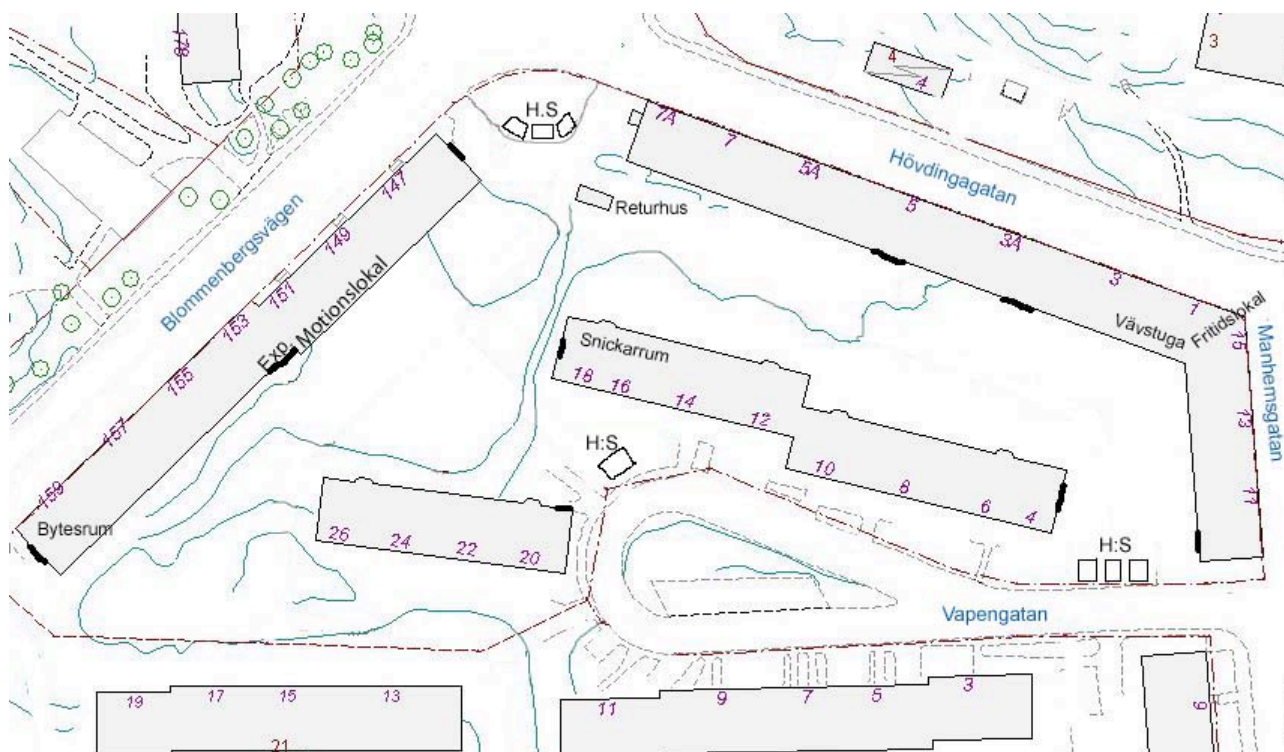 178
3
4
4
H.S
7A
7
5A
5
3A
3
1
Hövdingagatan
147
149
151
153
155
157
159
Blommenbergsvägen
Returhus
Exp.
Motionslokal
Bytesrum
Snickarrum
18
16
14
12
10
8
6
4
Vävstuga
Fritidslokal
15
13
11
Manhemsgatan
H:S
26
24
22
20
H:S
Vapengatan
19
17
15
13
21
11
9
7
5
3
9